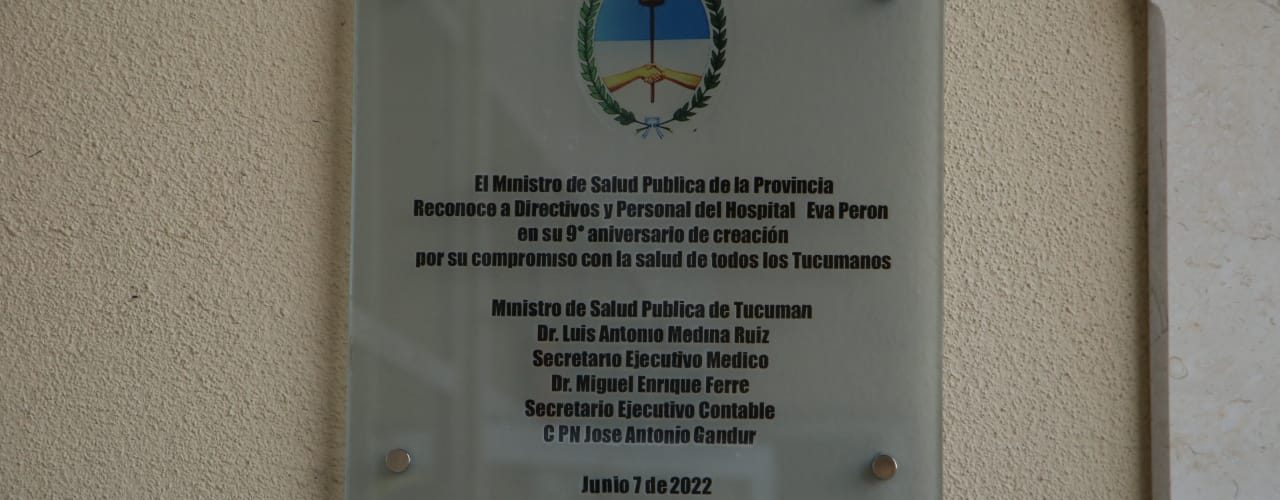 El Ministro de Salud Publica de la Provincia
Reconoce a Directivos y Personal del Hospital Eva Peron
en su 9° aniversario de creación
por su compromiso con la salud de todos los Tucumanos
Ministro de Salud Publica de Tucuman
Dr. Luis Antonio Medina Ruiz
Secretario Ejecutivo Medico
Dr. Miguel Enrique Ferre
Secretario Ejecutivo Contable
C PN Jose Antonio Gandur
Junio 7 de 2022